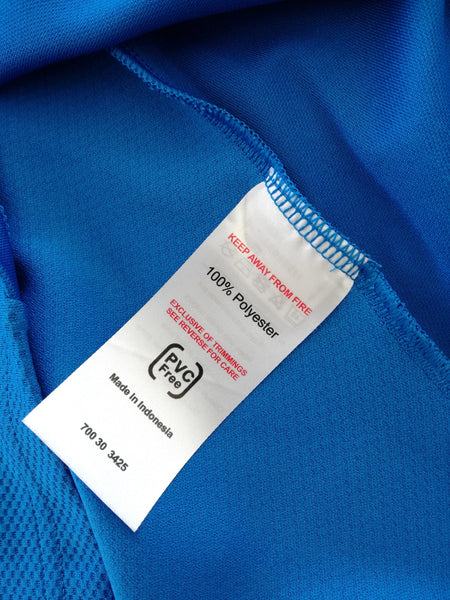 KEEP AWAY FROM FIRE
100% Polyester
EXCLUSIVE OF TRIMMINGS
SEE REVERSE FOR CARE
PVC
Free
Made in Indonesia
700 30 3425